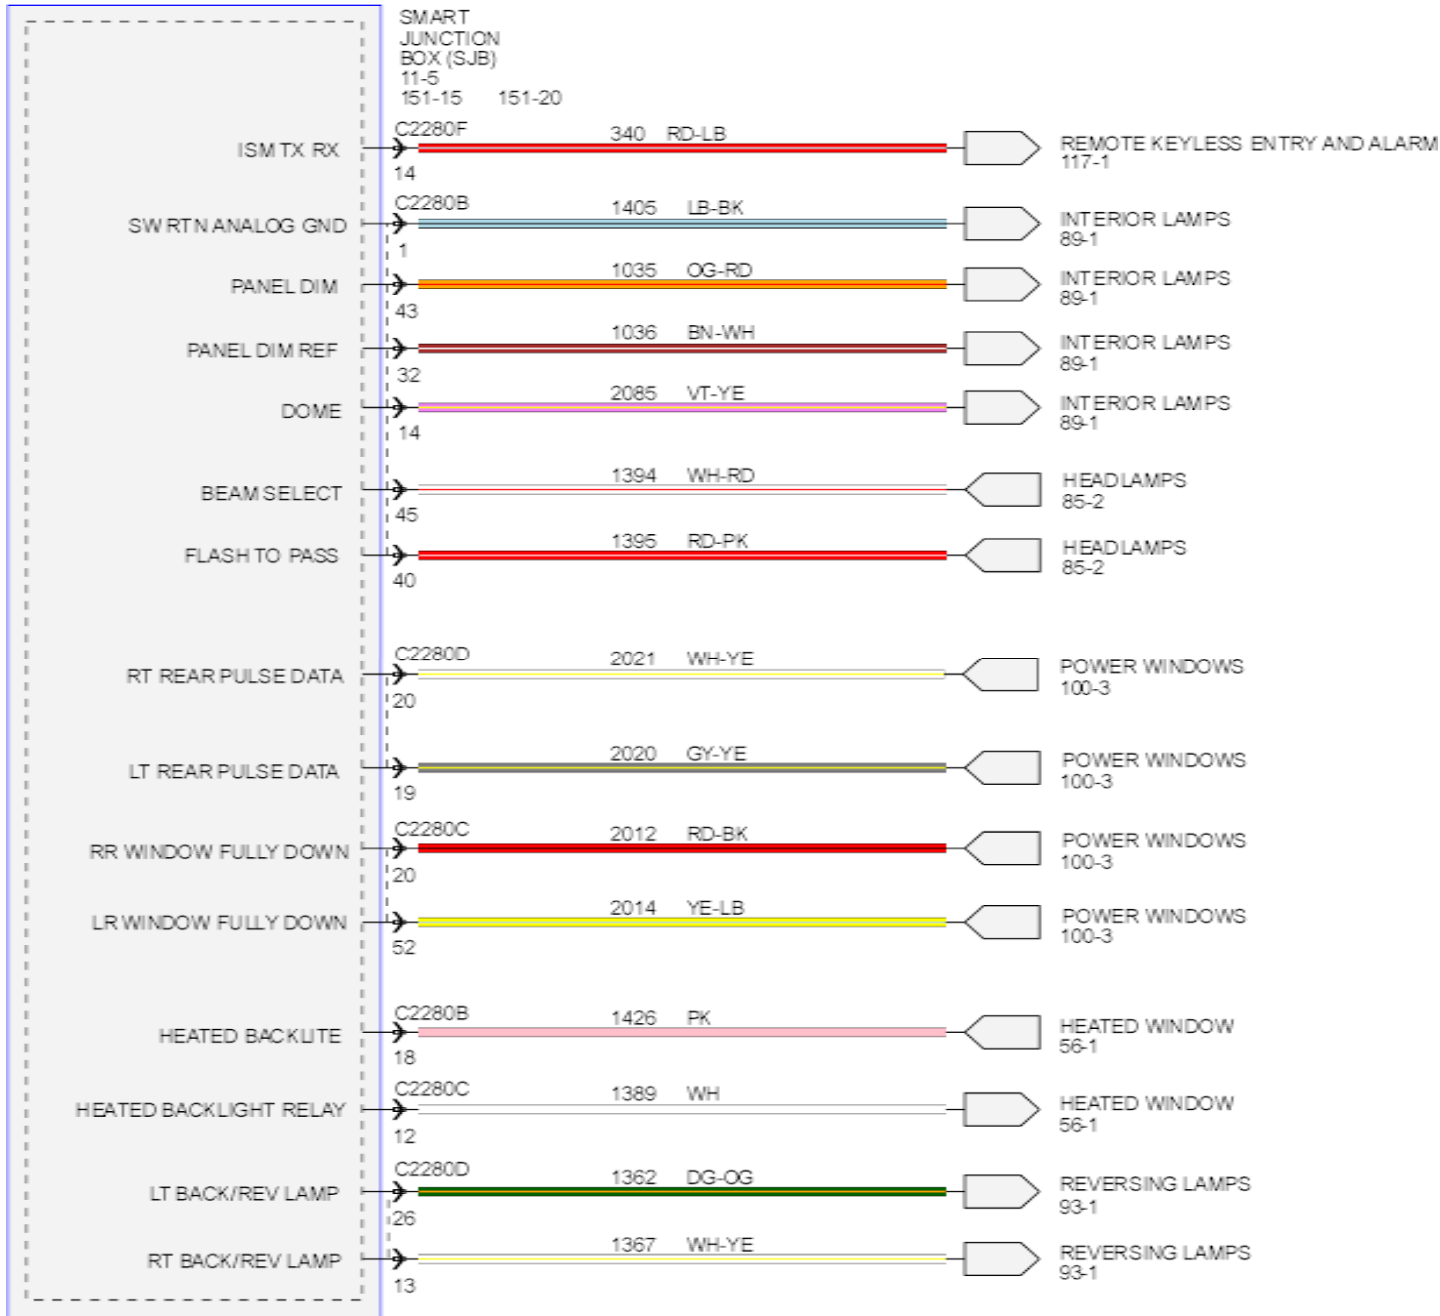 SMART
JUNCTION
BOX (SJB)
11-5
151-15 151-20
C2280F
340 RD-LB
ISM TX RX
14
REMOTE KEYLESS ENTRY AND ALARM
117-1
C2280B
1405 LB-BK
SW RTN ANALOG GND
1
INTERIOR LAMPS
89-1
1035 OG-RD
PANEL DIM
43
INTERIOR LAMPS
89-1
1036 BN-WH
PANEL DIM REF
32
INTERIOR LAMPS
89-1
2085 VT-YE
DOME
14
INTERIOR LAMPS
89-1
1394 WH-RD
BEAM SELECT
45
HEADLAMPS
85-2
1395 RD-PK
FLASH TO PASS
40
HEADLAMPS
85-2
C2280D
2021 WH-YE
RT REAR PULSE DATA
20
POWER WINDOWS
100-3
2020 GY-YE
LT REAR PULSE DATA
19
POWER WINDOWS
100-3
C2280C
2012 RD-BK
RR WINDOW FULLY DOWN
20
POWER WINDOWS
100-3
2014 YE-LB
LR WINDOW FULLY DOWN
52
POWER WINDOWS
100-3
C2280B
1426 PK
HEATED BACKLITE
18
HEATED WINDOW
56-1
C2280C
1389 WH
HEATED BACKLIGHT RELAY
12
HEATED WINDOW
56-1
C2280D
1362 DG-OG
LT BACK/REV LAMP
26
REVERSING LAMPS
93-1
1367 WH-YE
RT BACK/REV LAMP
13
REVERSING LAMPS
93-1